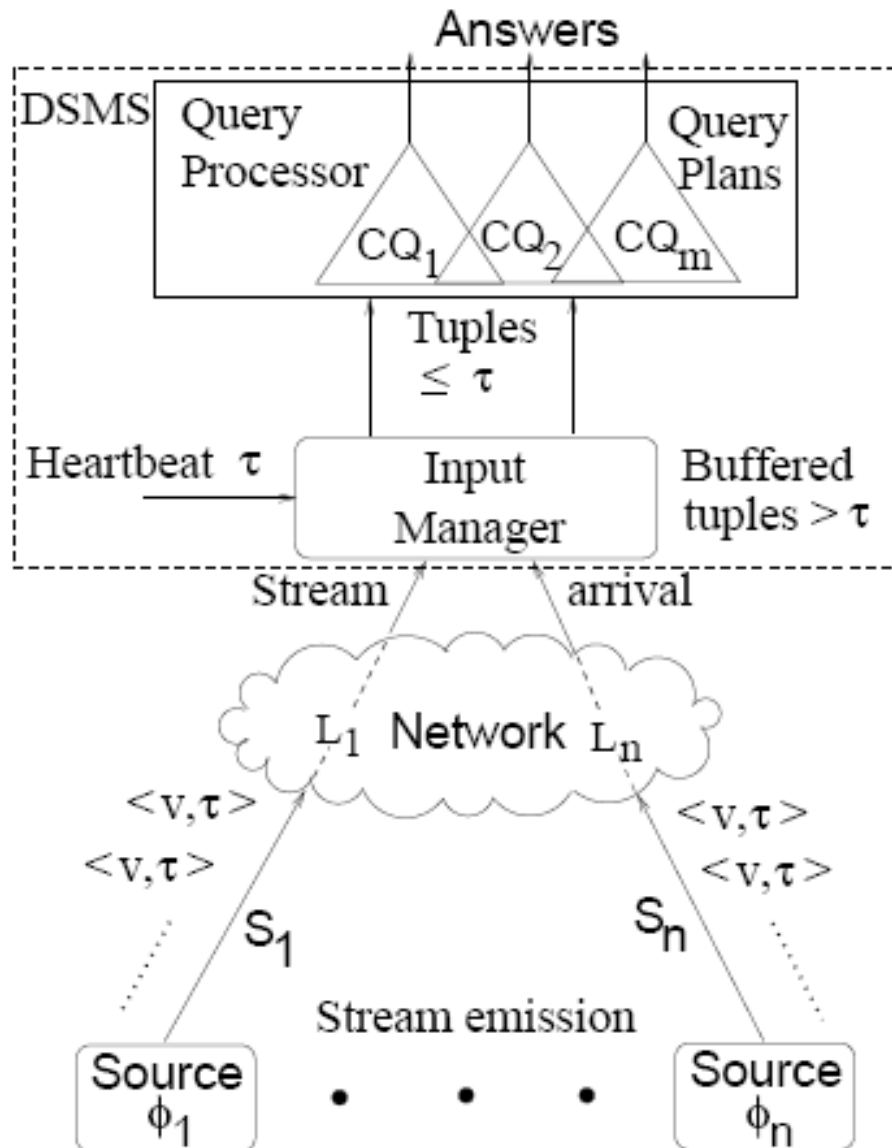 Answers
DSMS
Query
Processor
Query
Plans
CQ₁
CQ₂
CQₘ
Tuples
≤ τ
Heartbeat τ
Input
Manager
Buffered
tuples > τ
Stream
arrival
L₁
Network
Lₙ
<v,τ>
<v,τ>
<v,τ>
<v,τ>
S₁
Sₙ
Stream emission
Source
ϕ₁
Source
ϕₙ